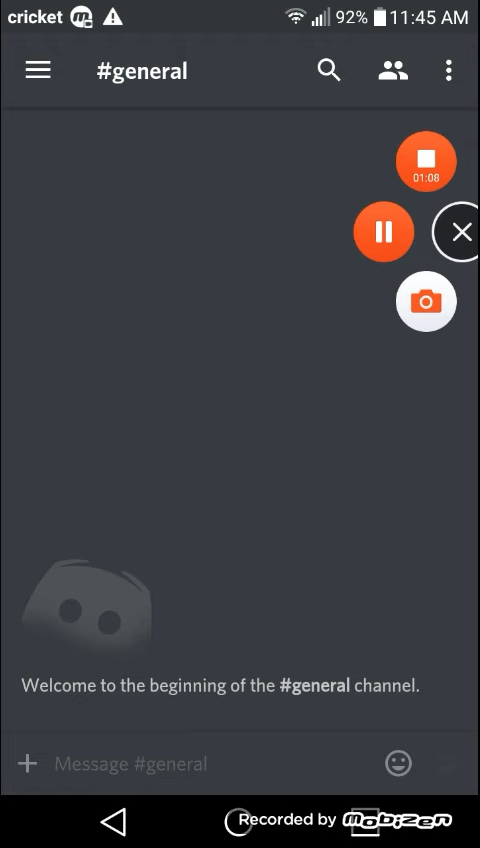 cricket 92% 11:45 AM
#general
01:08
Welcome to the beginning of the #general channel.
Message #general
Recorded by MOBIZEN